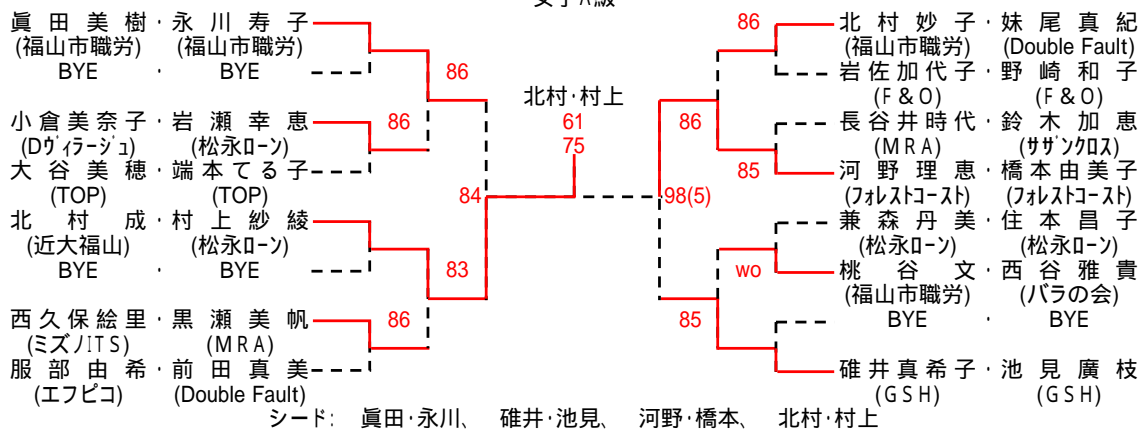 女子A級
眞田美樹・永川寿子
(福山市職労) (福山市職労)
BYE ・ BYE
小倉美奈子・岩瀬幸恵
(Dヴィラージュ) (松永ローン)
大谷美穂・端本てる子
(TOP) (TOP)
北村成・村上紗綾
(近大福山) (松永ローン)
BYE ・ BYE
西久保絵里・黒瀬美帆
(ミズノITS) (MRA)
服部由希・前田真美
(エフピコ) (Double Fault)
86
86
83
86
84
北村・村上
61
75
98(5)
86
86
85
wo
85
北村妙子・妹尾真紀
(福山市職労) (Double Fault)
岩佐加代子・野崎和子
(F&O) (F&O)
長谷井時代・鈴木加恵
(MRA) (サザンクロス)
河野理恵・橋本由美子
(フォレストコースト) (フォレストコースト)
兼森丹美・住本昌子
(松永ローン) (松永ローン)
桃谷文・西谷雅貴
(福山市職労) (バラの会)
BYE ・ BYE
碓井真希子・池見廣枝
(GSH) (GSH)
シード: 眞田・永川、 碓井・池見、 河野・橋本、 北村・村上